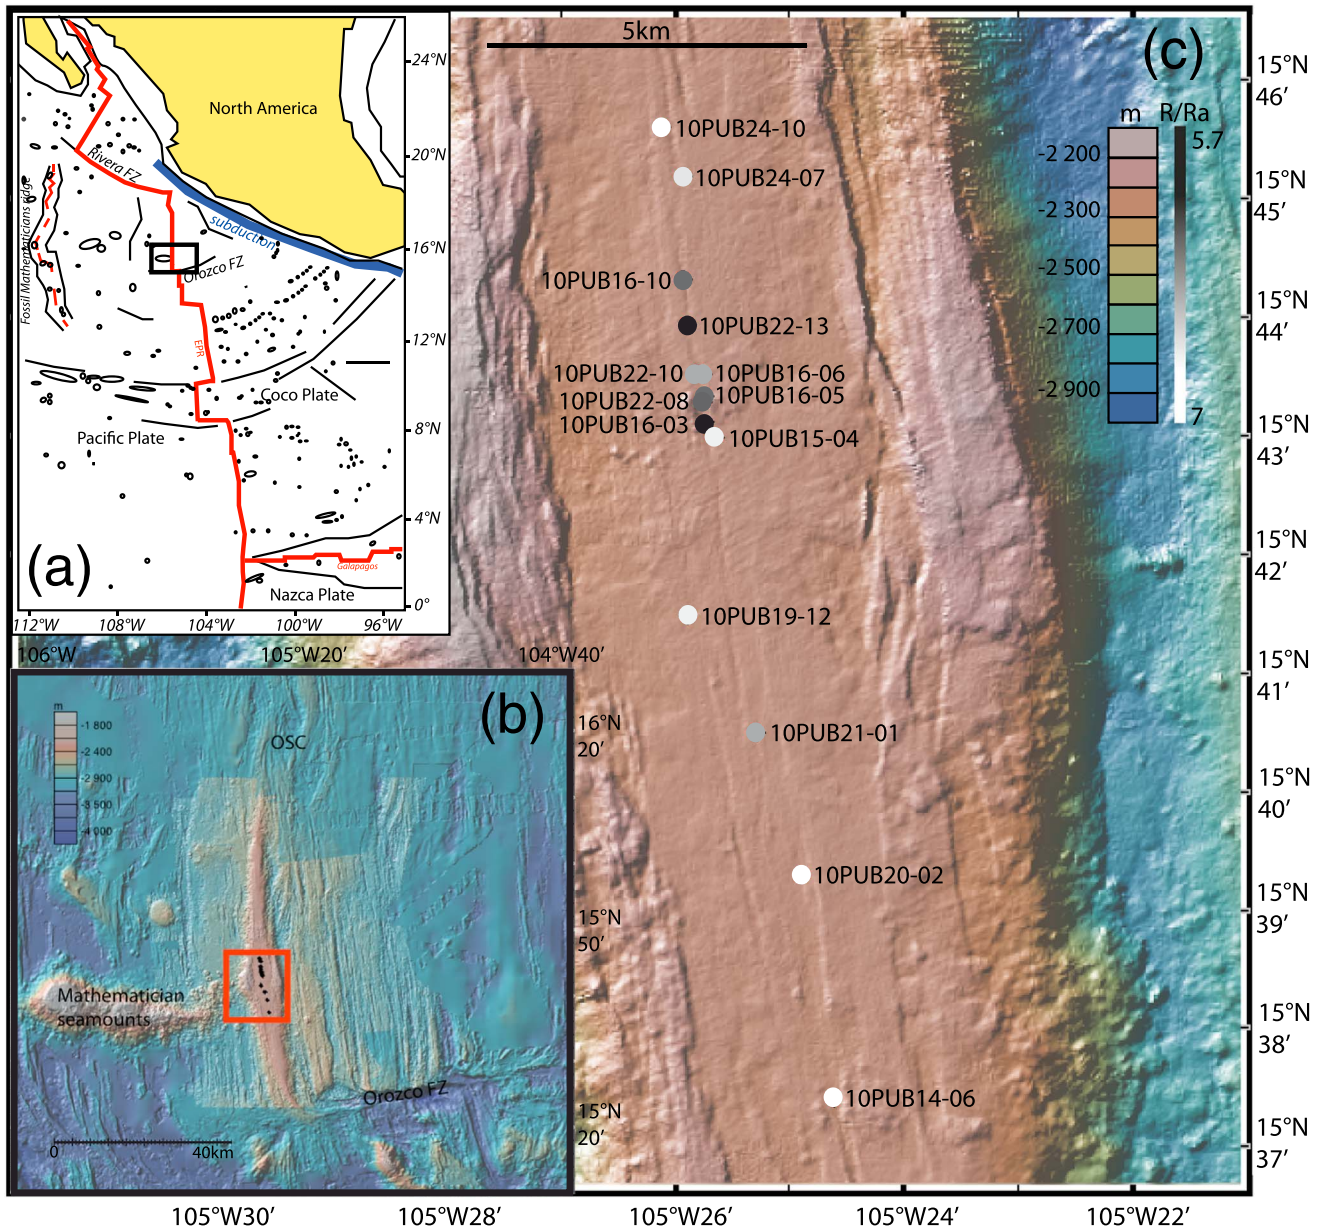 (a)
North America
24°N
20°N
16°N
12°N
8°N
4°N
0°
Rivera FZ
subduction
Fossil Mathematicians ridge
Orozco FZ
EPR
Coco Plate
Pacific Plate
Galapagos
Nazca Plate
112°W 108°W 104°W 100°W 96°W
106°W 105°W20' 104°W40'
(b)
m
-1 800
-2 400
-2 900
-3 500
-4 000
OSC
Mathematician
seamounts
Orozco FZ
0 40km
16°N
20'
15°N
50'
15°N
20'
(c)
5km
m R/Ra
5.7
-2 200
-2 300
-2 500
-2 700
-2 900
7
10PUB24-10
10PUB24-07
10PUB16-10
10PUB22-13
10PUB22-10 10PUB16-06
10PUB22-08 10PUB16-05
10PUB16-03
10PUB15-04
10PUB19-12
10PUB21-01
10PUB20-02
10PUB14-06
15°N
46'
15°N
45'
15°N
44'
15°N
43'
15°N
42'
15°N
41'
15°N
40'
15°N
39'
15°N
38'
15°N
37'
105°W30' 105°W28' 105°W26' 105°W24' 105°W22'